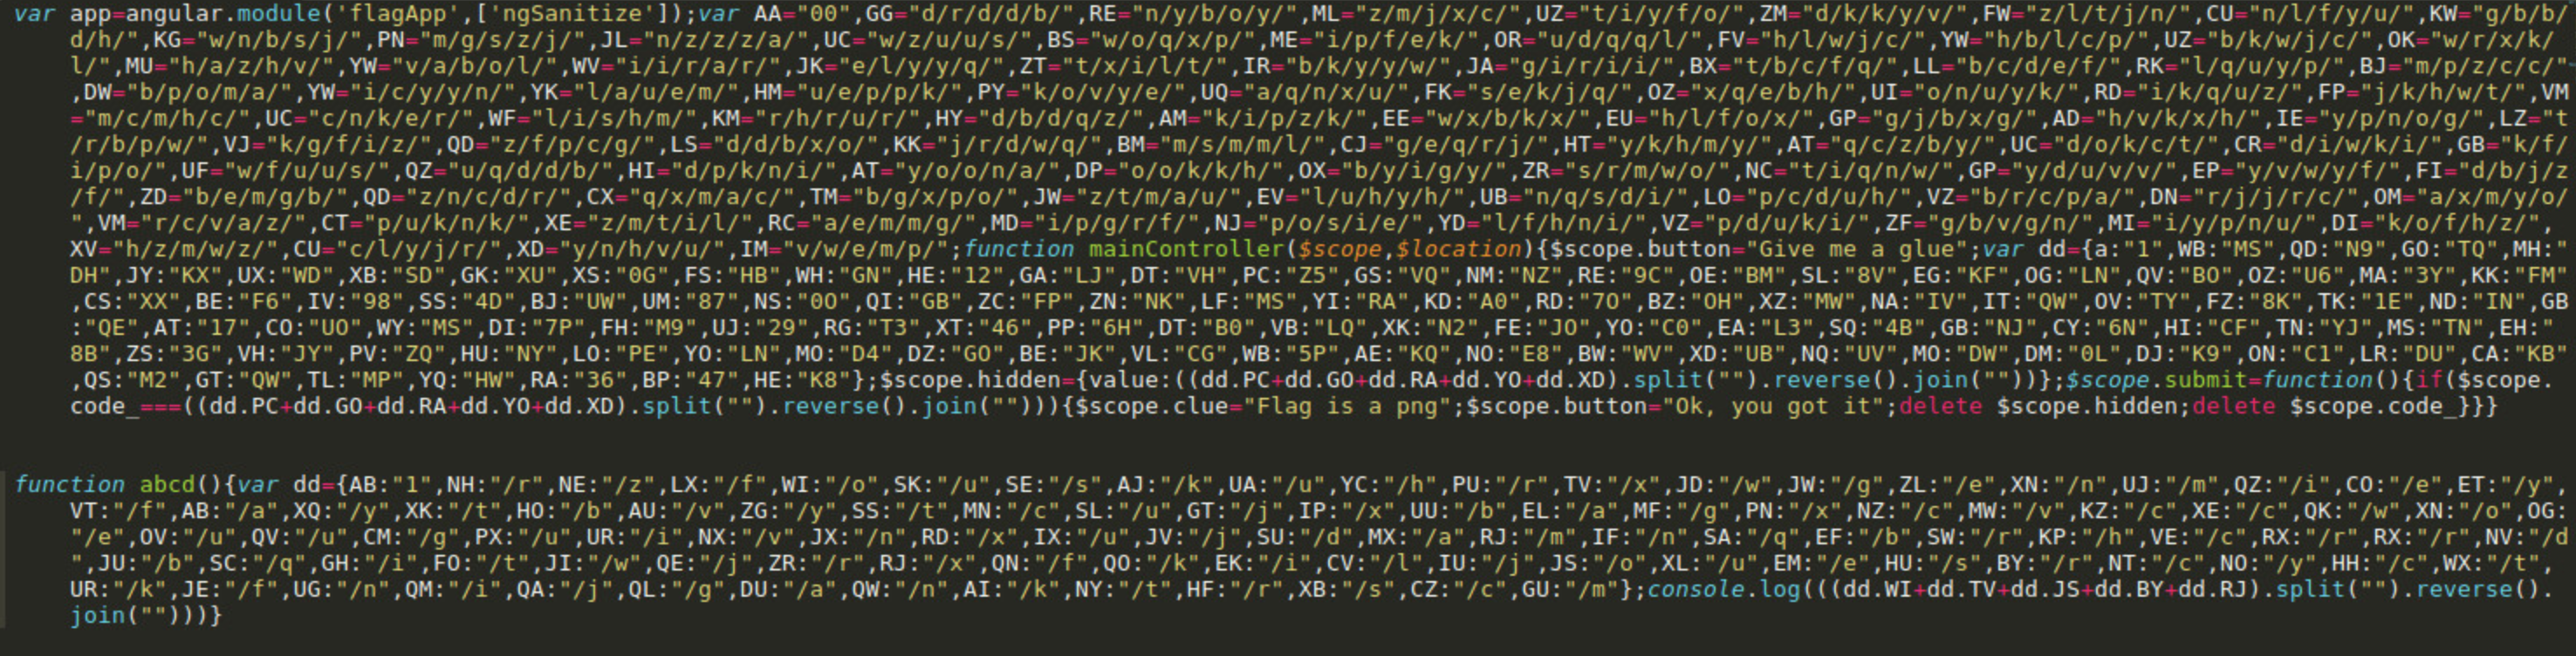 var app=angular.module('flagApp',['ngSanitize']);var AA="00",GG="d/r/d/d/b/",RE="n/y/b/o/y/",ML="z/m/j/x/c/",UZ="t/i/y/f/o/",ZM="d/k/k/y/v/",FW="z/l/t/j/n/",CU="n/l/f/y/u/",KW="g/b/b/
d/h/",KG="w/n/b/s/j/",PN="m/g/s/z/j/",JL="n/z/z/z/a/",UC="w/z/u/u/s/",BS="w/o/q/x/p/",ME="i/p/f/e/k/",OR="u/d/q/q/l/",FV="h/l/w/j/c/",YW="h/b/l/c/p/",UZ="b/k/w/j/c/",OK="w/r/x/k/
l/",MU="h/a/z/h/v/",YW="v/a/b/o/l/",WV="i/i/r/a/r/",JK="e/l/y/y/q/",ZT="t/x/i/l/t/",IR="b/k/y/y/w/",JA="g/i/r/i/i/",BX="t/b/c/f/q/",LL="b/c/d/e/f/",RK="l/q/u/y/p/",BJ="m/p/z/c/c/"
,DW="b/p/o/m/a/",YW="i/c/y/y/n/",YK="l/a/u/e/m/",HM="u/e/p/p/k/",PY="k/o/v/y/e/",UQ="a/q/n/x/u/",FK="s/e/k/j/q/",OZ="x/q/e/b/h/",UI="o/n/u/y/k/",RD="i/k/q/u/z/",FP="j/k/h/w/t/",VM
="m/c/m/h/c/",UC="c/n/k/e/r/",WF="l/i/s/h/m/",KM="r/h/r/u/r/",HY="d/b/d/q/z/",AM="k/i/p/z/k/",EE="w/x/b/k/x/",EU="h/l/f/o/x/",GP="g/j/b/x/g/",AD="h/v/k/x/h/",IE="y/p/n/o/g/",LZ="t
/r/b/p/w/",VJ="k/g/f/i/z/",QD="z/f/p/c/g/",LS="d/d/b/x/o/",KK="j/r/d/w/q/",BM="m/s/m/m/l/",CJ="g/e/q/r/j/",HT="y/k/h/m/y/",AT="q/c/z/b/y/",UC="d/o/k/c/t/",CR="d/i/w/k/i/",GB="k/f/
i/p/o/",UF="w/f/u/u/s/",QZ="u/q/d/d/b/",HI="d/p/k/n/i/",AT="y/o/o/n/a/",DP="o/o/k/k/h/",OX="b/y/i/g/y/",ZR="s/r/m/w/o/",NC="t/i/q/n/w/",GP="y/d/u/v/v/",EP="y/v/w/y/f/",FI="d/b/j/z
/f/",ZD="b/e/m/g/b/",QD="z/n/c/d/r/",CX="q/x/m/a/c/",TM="b/g/x/p/o/",JW="z/t/m/a/u/",EV="l/u/h/y/h/",UB="n/q/s/d/i/",LO="p/c/d/u/h/",VZ="b/r/c/p/a/",DN="r/j/j/r/c/",OM="a/x/m/y/o/
",VM="r/c/v/a/z/",CT="p/u/k/n/k/",XE="z/m/t/i/l/",RC="a/e/m/m/g/",MD="i/p/g/r/f/",NJ="p/o/s/i/e/",YD="l/f/h/n/i/",VZ="p/d/u/k/i/",ZF="g/b/v/g/n/",MI="i/y/p/n/u/",DI="k/o/f/h/z/",
XV="h/z/m/w/z/",CU="c/l/y/j/r/",XD="y/n/h/v/u/",IM="v/w/e/m/p/";function mainController($scope,$location){$scope.button="Give me a glue";var dd={a:"1",WB:"MS",QD:"N9",GO:"TQ",MH:"
DH",JY:"KX",UX:"WD",XB:"SD",GK:"XU",XS:"0G",FS:"HB",WH:"GN",HE:"12",GA:"LJ",DT:"VH",PC:"Z5",GS:"VQ",NM:"NZ",RE:"9C",OE:"BM",SL:"8V",EG:"KF",OG:"LN",QV:"BO",OZ:"U6",MA:"3Y",KK:"FM"
,CS:"XX",BE:"F6",IV:"98",SS:"4D",BJ:"UW",UM:"87",NS:"0O",QI:"GB",ZC:"FP",ZN:"NK",LF:"MS",YI:"RA",KD:"A0",RD:"7O",BZ:"OH",XZ:"MW",NA:"IV",IT:"QW",OV:"TY",FZ:"8K",TK:"1E",ND:"IN",GB
:"QE",AT:"17",CO:"UO",WY:"MS",DI:"7P",FH:"M9",UJ:"29",RG:"T3",XT:"46",PP:"6H",DT:"B0",VB:"LQ",XK:"N2",FE:"JO",YO:"C0",EA:"L3",SQ:"4B",GB:"NJ",CY:"6N",HI:"CF",TN:"YJ",MS:"TN",EH:"
8B",ZS:"3G",VH:"JY",PV:"ZQ",HU:"NY",LO:"PE",YO:"LN",MO:"D4",DZ:"GO",BE:"JK",VL:"CG",WB:"5P",AE:"KQ",NO:"E8",BW:"WV",XD:"UB",NQ:"UV",MO:"DW",DM:"0L",DJ:"K9",ON:"C1",LR:"DU",CA:"KB"
,QS:"M2",GT:"QW",TL:"MP",YQ:"HW",RA:"36",BP:"47",HE:"K8"};$scope.hidden={value:((dd.PC+dd.GO+dd.RA+dd.YO+dd.XD).split("").reverse().join(""))};$scope.submit=function(){if($scope.
code_===((dd.PC+dd.GO+dd.RA+dd.YO+dd.XD).split("").reverse().join(""))){$scope.clue="Flag is a png";$scope.button="Ok, you got it";delete $scope.hidden;delete $scope.code_}}}
function abcd(){var dd={AB:"1",NH:"/r",NE:"/z",LX:"/f",WI:"/o",SK:"/u",SE:"/s",AJ:"/k",UA:"/u",YC:"/h",PU:"/r",TV:"/x",JD:"/w",JW:"/g",ZL:"/e",XN:"/n",UJ:"/m",QZ:"/i",CO:"/e",ET:"/y",
VT:"/f",AB:"/a",XQ:"/y",XK:"/t",HO:"/b",AU:"/v",ZG:"/y",SS:"/t",MN:"/c",SL:"/u",GT:"/j",IP:"/x",UU:"/b",EL:"/a",MF:"/g",PN:"/x",NZ:"/c",MW:"/v",KZ:"/c",XE:"/c",QK:"/w",XN:"/o",OG:
"/e",OV:"/u",QV:"/u",CM:"/g",PX:"/u",UR:"/i",NX:"/v",JX:"/n",RD:"/x",IX:"/u",JV:"/j",SU:"/d",MX:"/a",RJ:"/m",IF:"/n",SA:"/q",EF:"/b",SW:"/r",KP:"/h",VE:"/c",RX:"/r",RX:"/r",NV:"/d
",JU:"/b",SC:"/q",GH:"/i",FO:"/t",JI:"/w",QE:"/j",ZR:"/r",RJ:"/x",QN:"/f",QO:"/k",EK:"/i",CV:"/l",IU:"/j",JS:"/o",XL:"/u",EM:"/e",HU:"/s",BY:"/r",NT:"/c",NO:"/y",HH:"/c",WX:"/t",
UR:"/k",JE:"/f",UG:"/n",QM:"/i",QA:"/j",QL:"/g",DU:"/a",QW:"/n",AI:"/k",NY:"/t",HF:"/r",XB:"/s",CZ:"/c",GU:"/m"};console.log(((dd.WI+dd.TV+dd.JS+dd.BY+dd.RJ).split("").reverse().
join("")))}